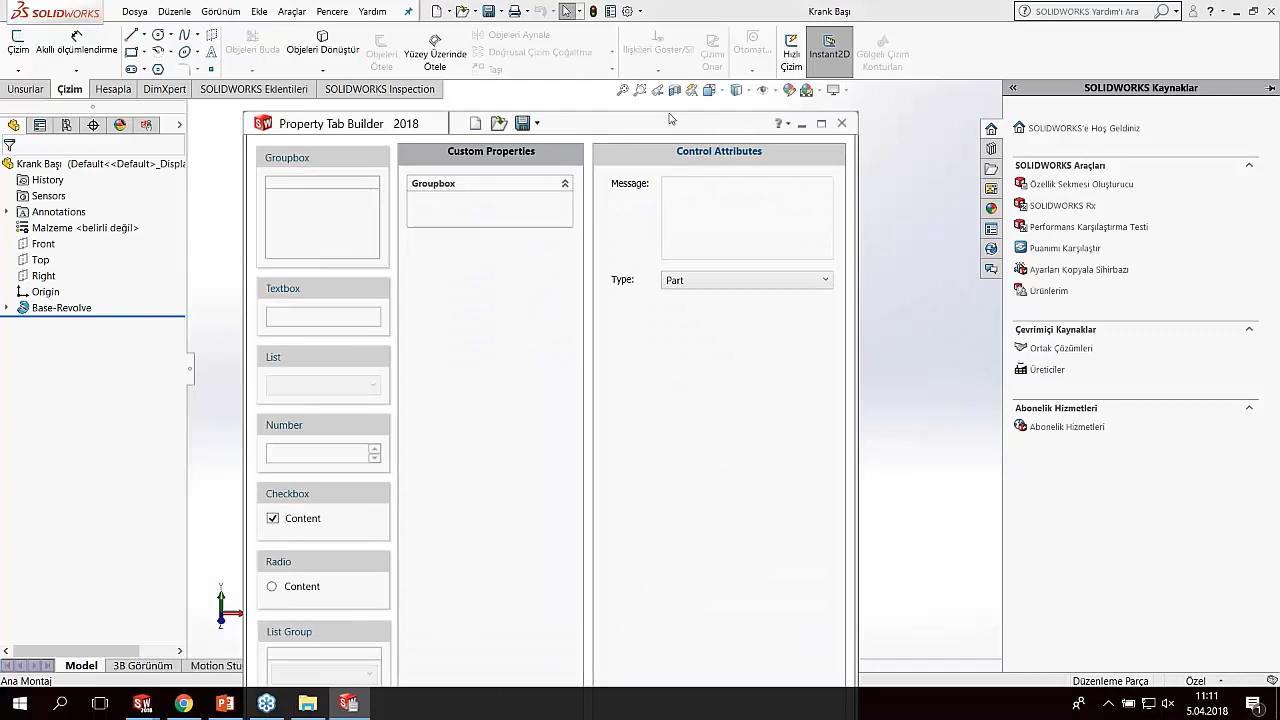 SOLIDWORKS
Dosya Düzenle Görünüm Ekle Araçlar Pencere Yardım
Krank Başı
SOLIDWORKS Yardım'ı Ara
Çizim
Akıllı ölçümlendirme
Objeleri Buda
Objeleri Dönüştür
Objeleri Ötele
Yüzey Üzerinde Ötele
Objeleri Aynala
Doğrusal Çizim Çoğaltma
Taşı
İlişkileri Göster/Sil
Çizim Onar
Otomat...
Hızlı Çizim
Instant2D
Gölgeli Çizim Konturları
Unsurlar Çizim Hesapla DimXpert SOLIDWORKS Eklentileri SOLIDWORKS Inspection
Krank Başı (Default<<Default>_Displa
History
Sensors
Annotations
Malzeme <belirli değil>
Front
Top
Right
Origin
Base-Revolve
Property Tab Builder 2018
Groupbox
Textbox
List
Number
Checkbox
Content
Radio
Content
List Group
Custom Properties
Groupbox
Control Attributes
Message:
Type: Part
SOLIDWORKS Kaynaklar
SOLIDWORKS'e Hoş Geldiniz
SOLIDWORKS Araçları
Özellik Sekmesi Oluşturucu
SOLIDWORKS Rx
Performans Karşılaştırma Testi
Puanımı Karşılaştır
Ayarları Kopyala Sihirbazı
Ürünlerim
Çevrimiçi Kaynaklar
Ortak Çözümleri
Üreticiler
Abonelik Hizmetleri
Abonelik Hizmetleri
Y
Z
Model 3B Görünüm Motion Stu
Ana Montaj
Düzenleme Parça Özel
11:11
5.04.2018